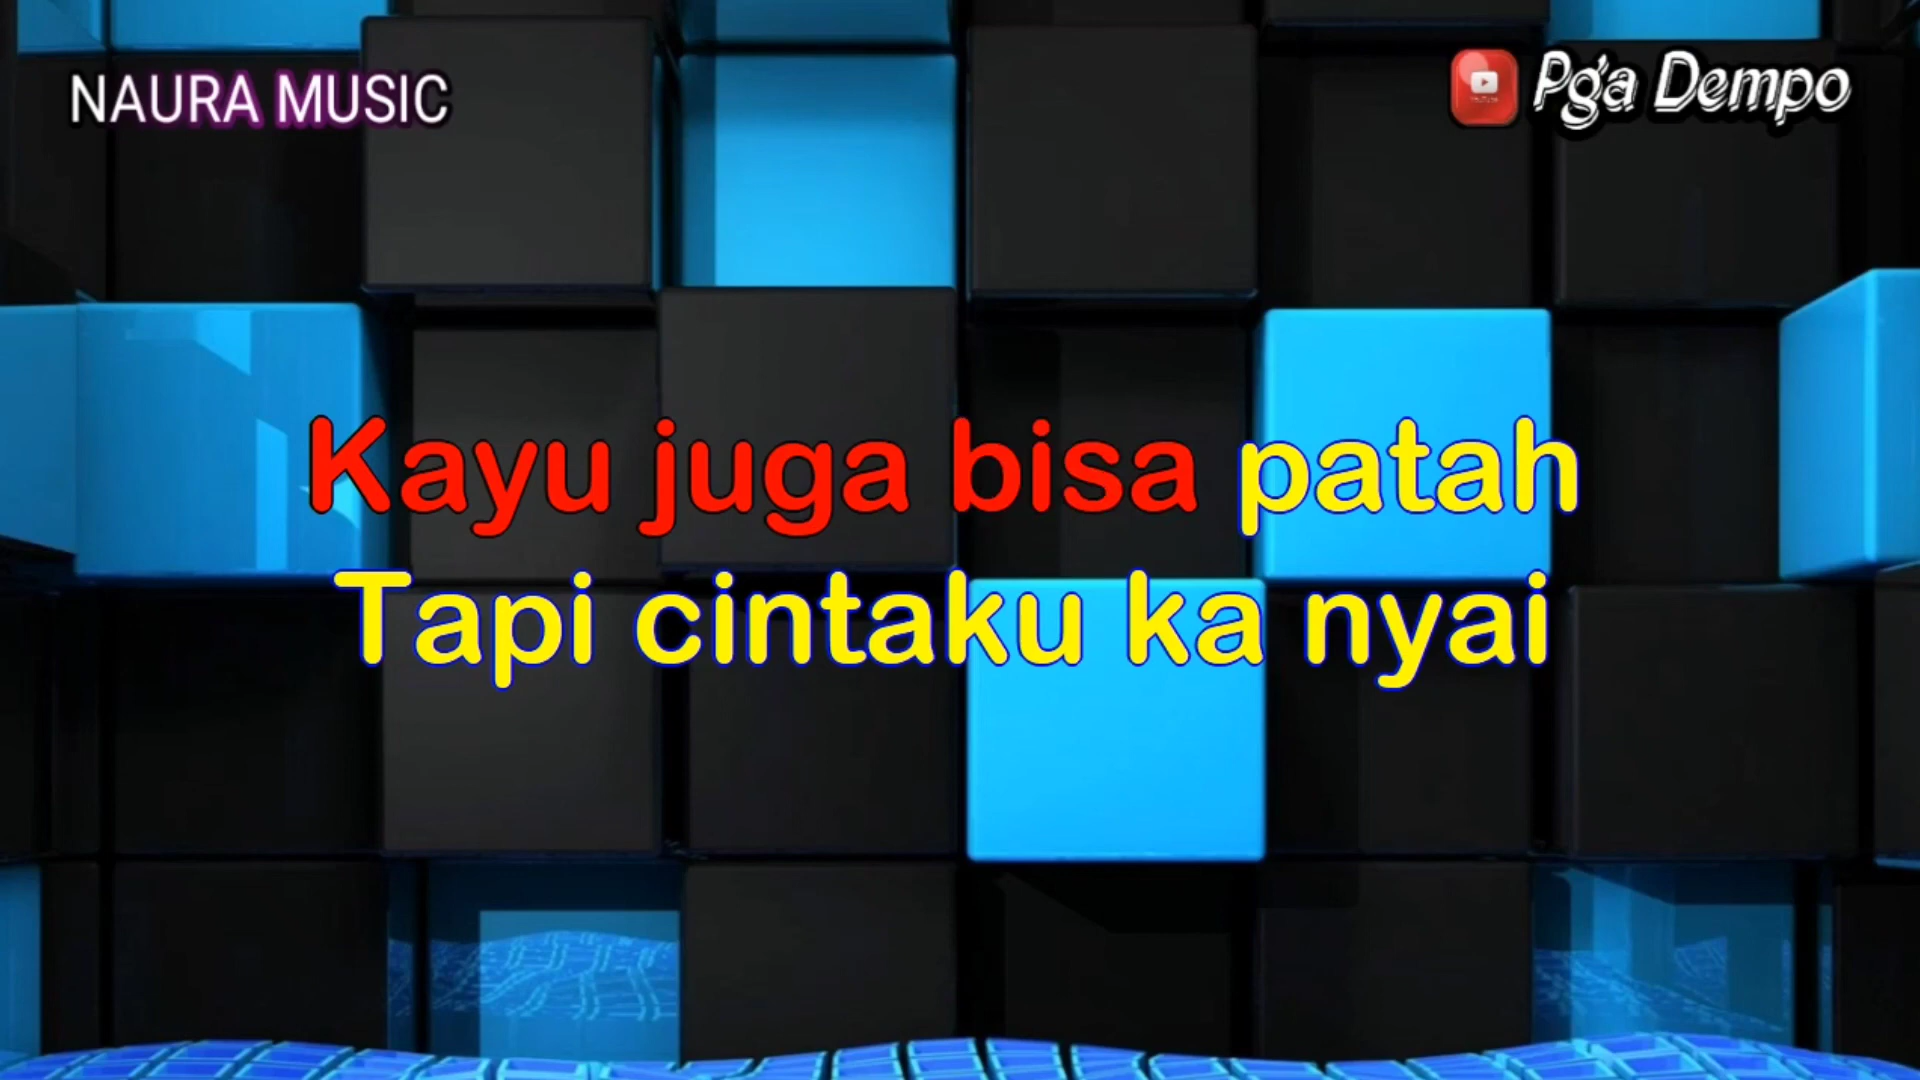 NAURA MUSIC
Pga Dempo
Kayu juga bisa patah
Tapi cintaku ka nyai